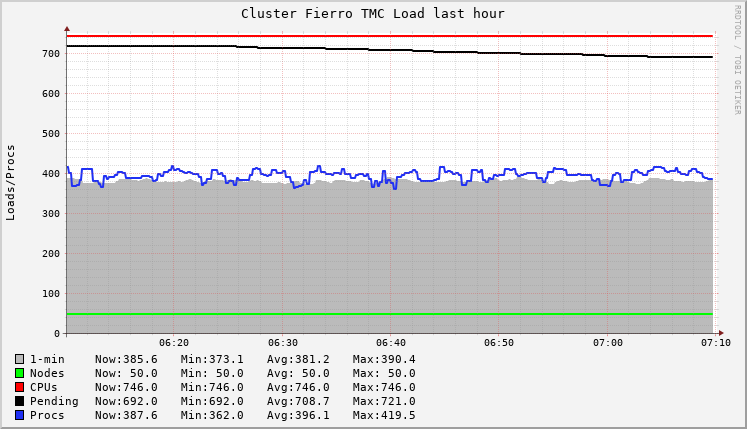 Cluster Fierro TMC Load last hour
RRDTOOL / TOBI OETIKER
Loads/Procs
700
600
500
400
300
200
100
0
06:20 06:30 06:40 06:50 07:00 07:10
1-min Now:385.6 Min:373.1 Avg:381.2 Max:390.4
Nodes Now: 50.0 Min: 50.0 Avg: 50.0 Max: 50.0
CPUs Now:746.0 Min:746.0 Avg:746.0 Max:746.0
Pending Now:692.0 Min:692.0 Avg:708.7 Max:721.0
Procs Now:387.6 Min:362.0 Avg:396.1 Max:419.5